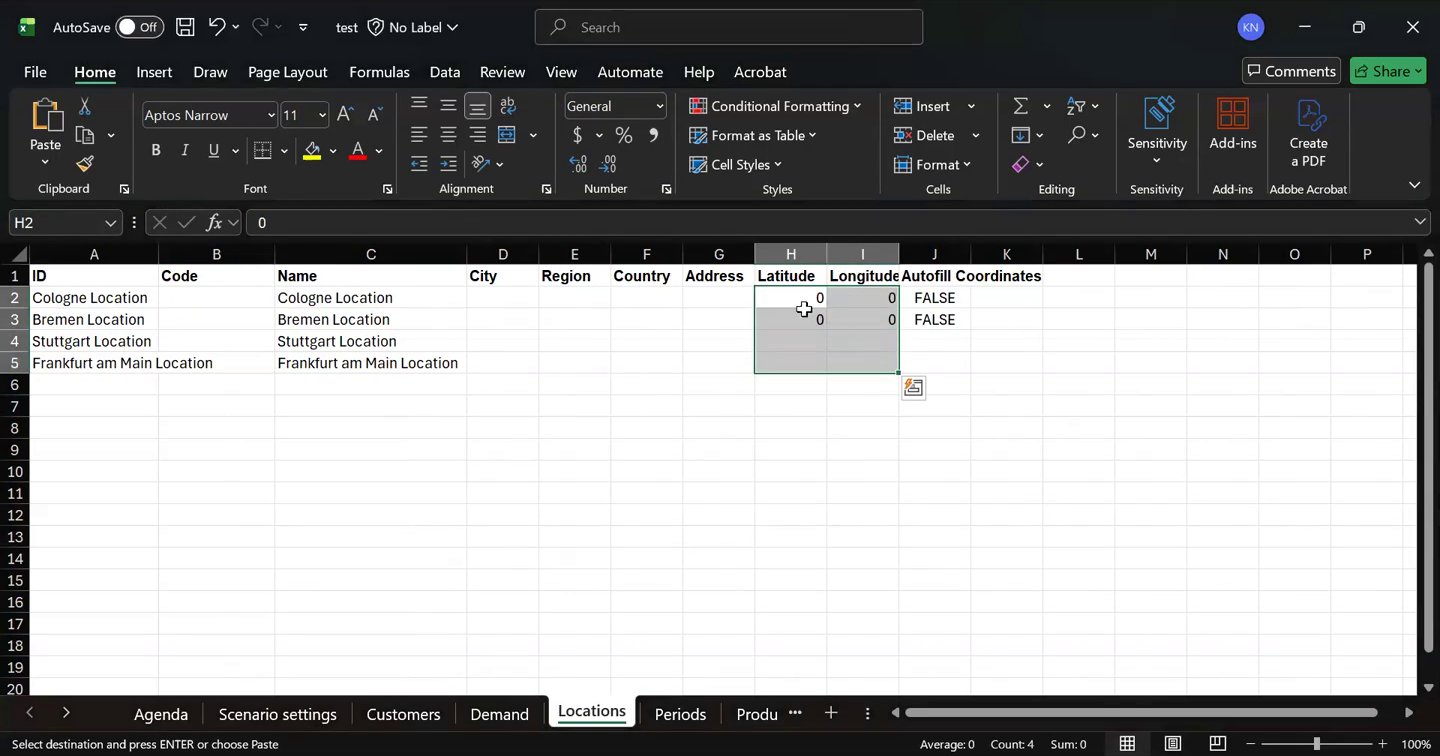 AutoSave Off test No Label Search KN
File Home Insert Draw Page Layout Formulas Data Review View Automate Help Acrobat Comments Share
Paste
Clipboard
Aptos Narrow 11
B I U A
Font
ab
Alignment
General
$ % 9
.00
Number
Conditional Formatting
Format as Table
Cell Styles
Styles
Insert
Delete
Format
Cells
Editing
Sensitivity
Sensitivity
Add-ins
Add-ins
Create
a PDF
Adobe Acrobat
H2 fx 0
A B C D E F G H I J K L M N O P
1 ID Code Name City Region Country Address Latitude Longitude Autofill Coordinates
2 Cologne Location Cologne Location 0 0 FALSE
3 Bremen Location Bremen Location 0 0 FALSE
4 Stuttgart Location Stuttgart Location
5 Frankfurt am Main Location Frankfurt am Main Location
6
7
8
9
10
11
12
13
14
15
16
17
18
19
20
Agenda Scenario settings Customers Demand Locations Periods Produ
Select destination and press ENTER or choose Paste Average: 0 Count: 4 Sum: 0 100%